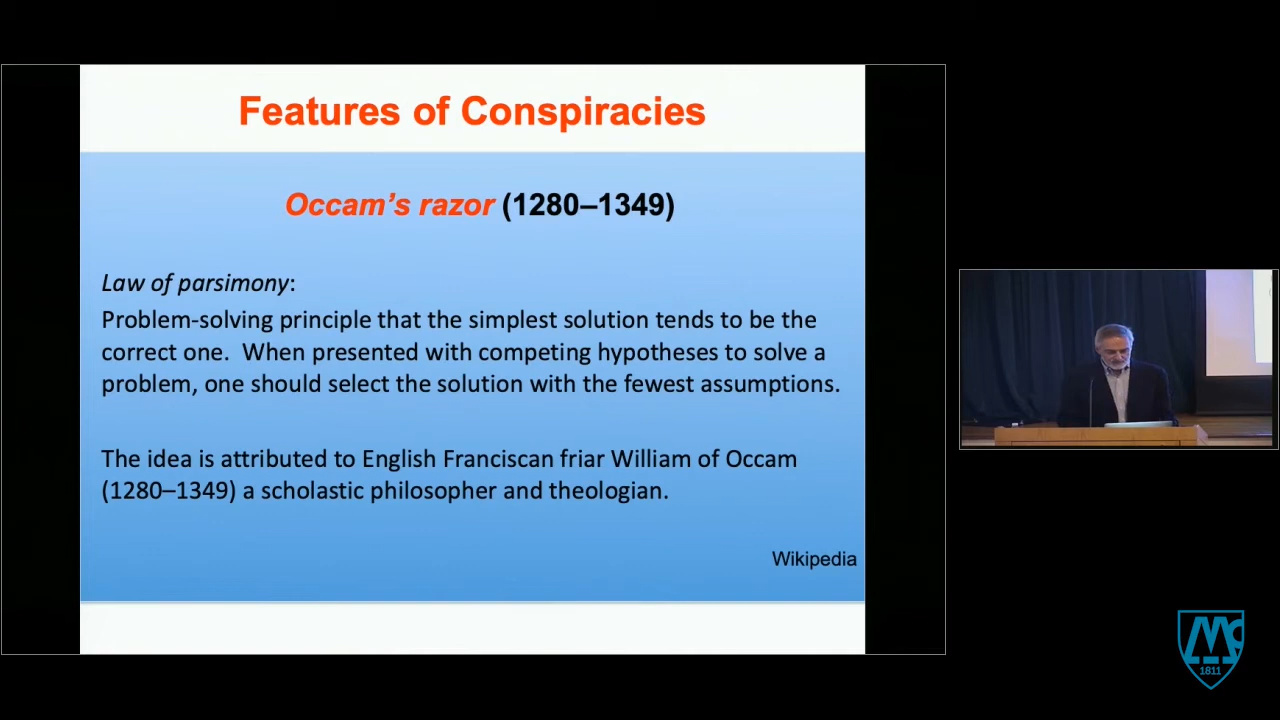 Features of Conspiracies
Occam's razor (1280–1349)
Law of parsimony:
Problem-solving principle that the simplest solution tends to be the
correct one.  When presented with competing hypotheses to solve a
problem, one should select the solution with the fewest assumptions.
The idea is attributed to English Franciscan friar William of Occam
(1280–1349) a scholastic philosopher and theologian.
Wikipedia
Mc
1811